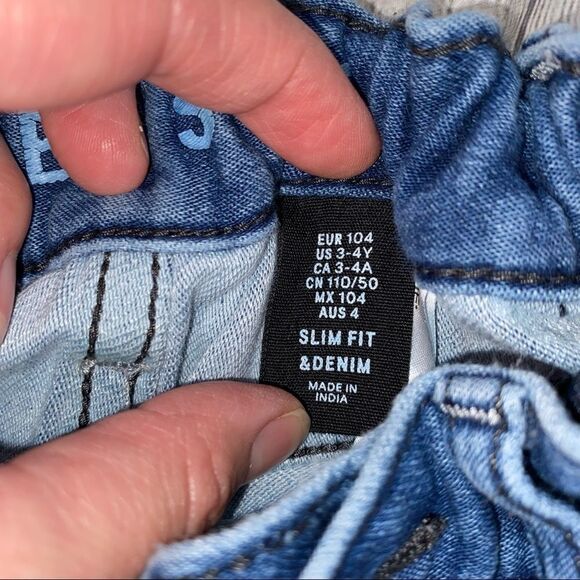 EUR 104
US 3-4Y
CA 3-4A
CN 110/50
MX 104
AUS 4
SLIM FIT
&DENIM
MADE IN
INDIA